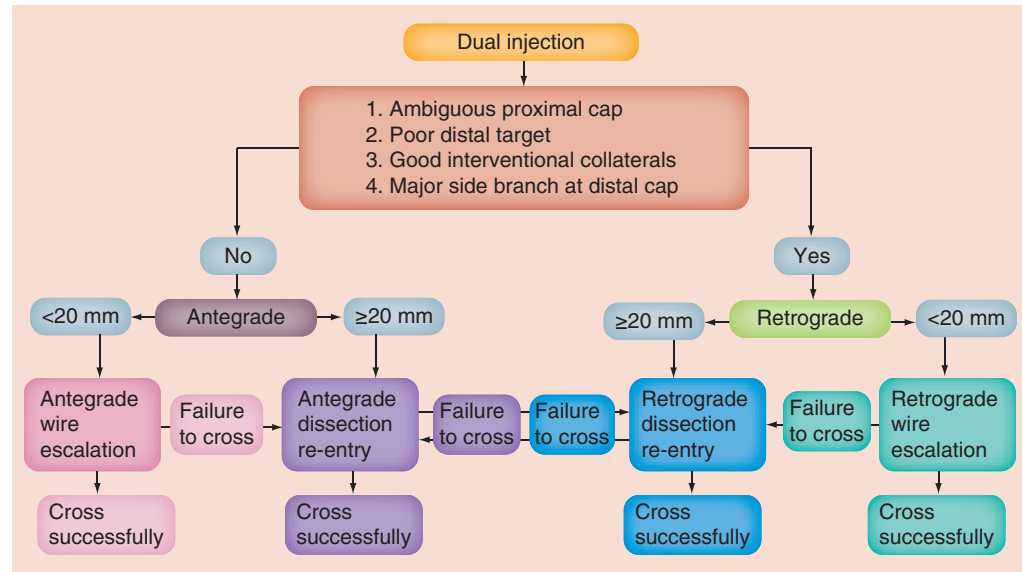 Dual injection
1. Ambiguous proximal cap
2. Poor distal target
3. Good interventional collaterals
4. Major side branch at distal cap
No
Yes
<20 mm
Antegrade
≥20 mm
≥20 mm
Retrograde
<20 mm
Antegrade
wire
escalation
Failure
to cross
Antegrade
dissection
re-entry
Failure
to cross
Failure
to cross
Retrograde
dissection
re-entry
Failure
to cross
Retrograde
wire
escalation
Cross
successfully
Cross
successfully
Cross
successfully
Cross
successfully